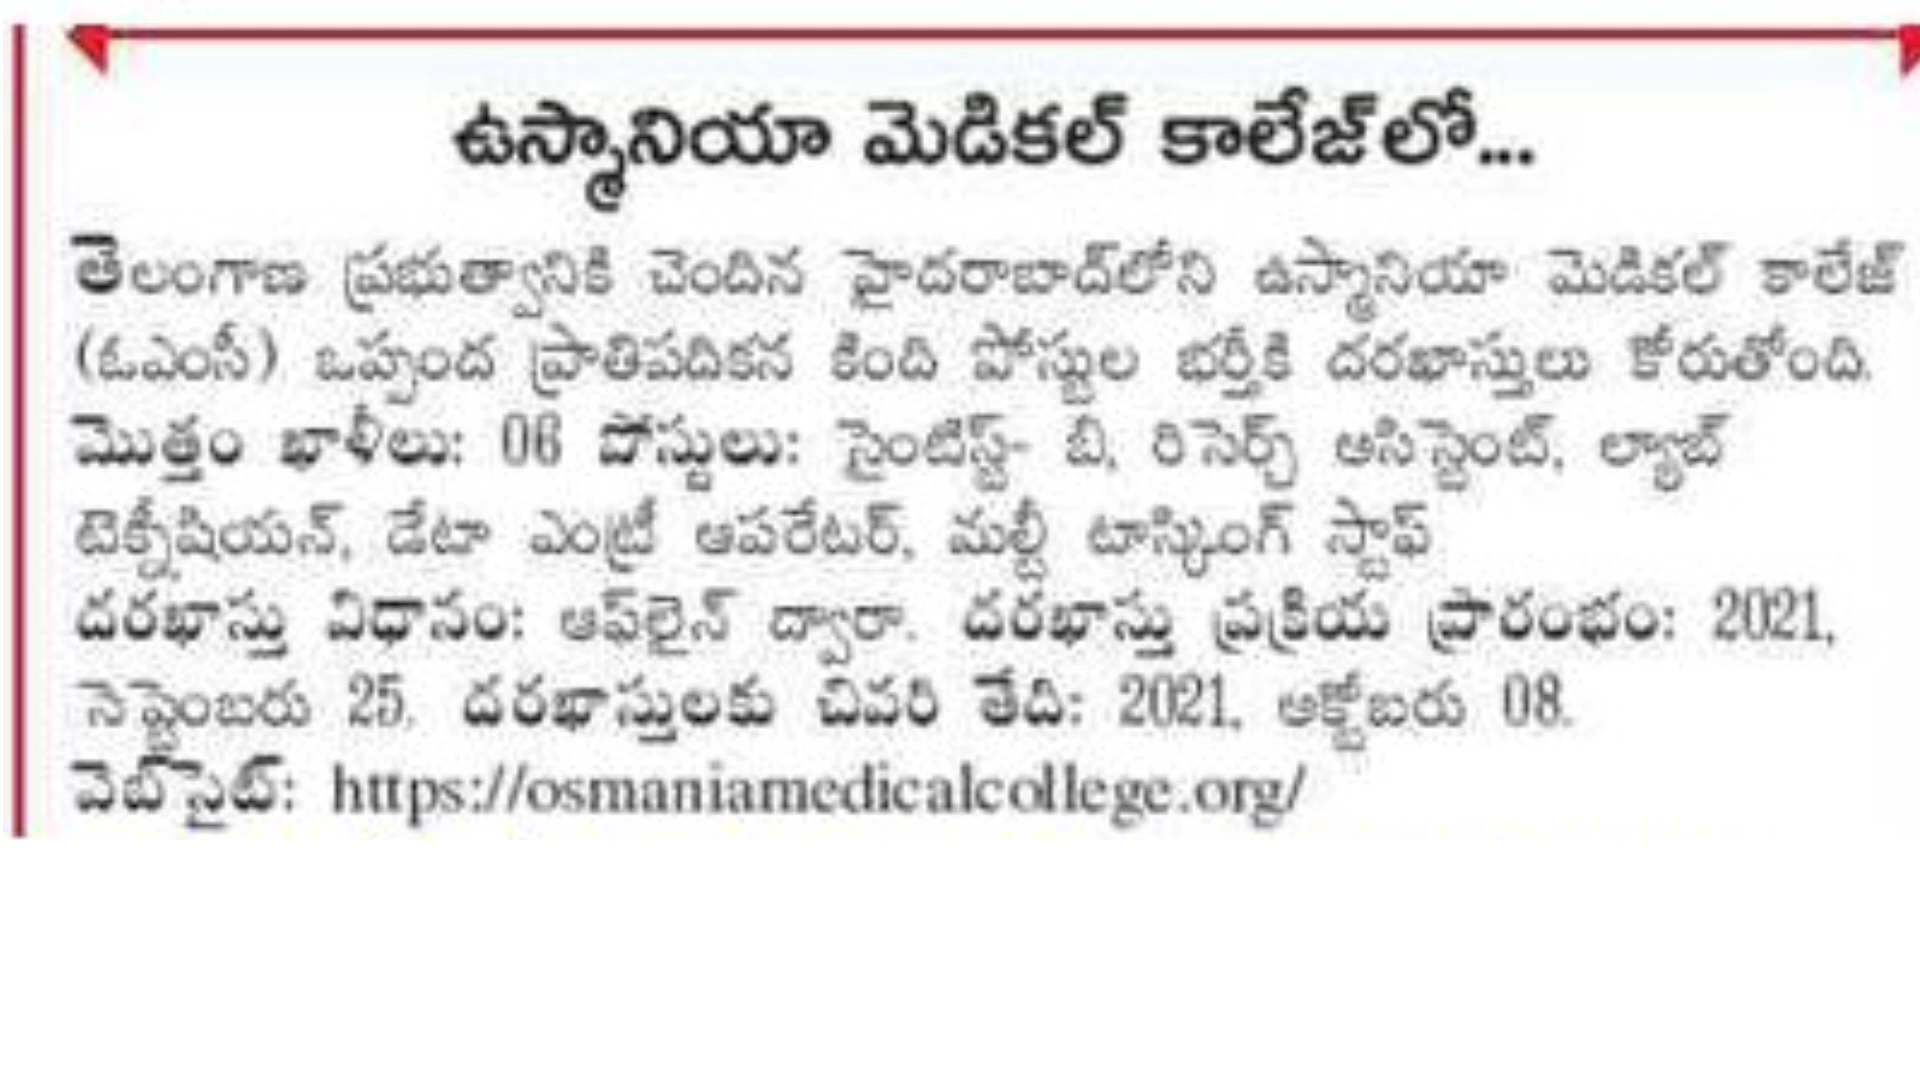 ఉస్మానియా మెడికల్ కాలేజ్‌లో...
తెలంగాణ ప్రభుత్వానికి చెందిన హైదరాబాద్‌లోని ఉస్మానియా మెడికల్ కాలేజ్
(ఓఎంసీ) ఒప్పంద ప్రాతిపదికన కింది పోస్టుల భర్తీకి దరఖాస్తులు కోరుతోంది.
మొత్తం ఖాళీలు: 06 పోస్టులు: సైంటిస్ట్- బీ, రిసెర్చ్ ఆసిస్టెంట్, ల్యాబ్
టెక్నీషియన్, డేటా ఎంట్రీ ఆపరేటర్, మల్టీ టాస్కింగ్ స్టాఫ్
దరఖాస్తు విధానం: ఆఫ్‌లైన్ ద్వారా. దరఖాస్తు ప్రక్రియ ప్రారంభం: 2021,
సెప్టెంబరు 25. దరఖాస్తులకు చివరి తేది: 2021, అక్టోబరు 08.
వెబ్‌సైట్: https://osmaniamedicalcollege.org/